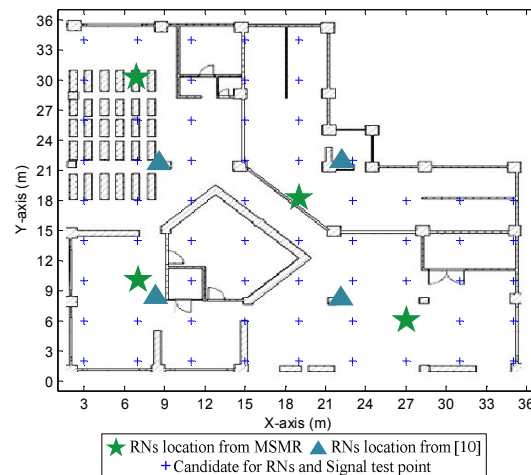 36
33
30
27
24
21
18
15
12
9
6
3
0
Y-axis (m)
3 6 9 12 15 18 21 24 27 30 33 36
X-axis (m)
RNs location from MSMR RNs location from [10]
Candidate for RNs and Signal test point